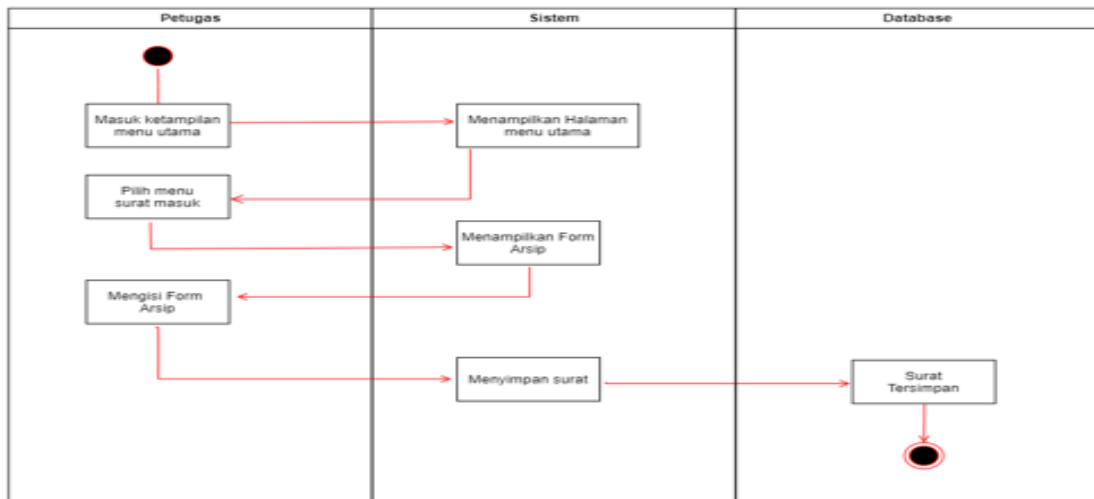 Petugas
Sistem
Database
Masuk ketampilan
menu utama
Menampilkan Halaman
menu utama
Pilih menu
surat masuk
Menampilkan Form
Arsip
Mengisi Form
Arsip
Menyimpan surat
Surat
Tersimpan